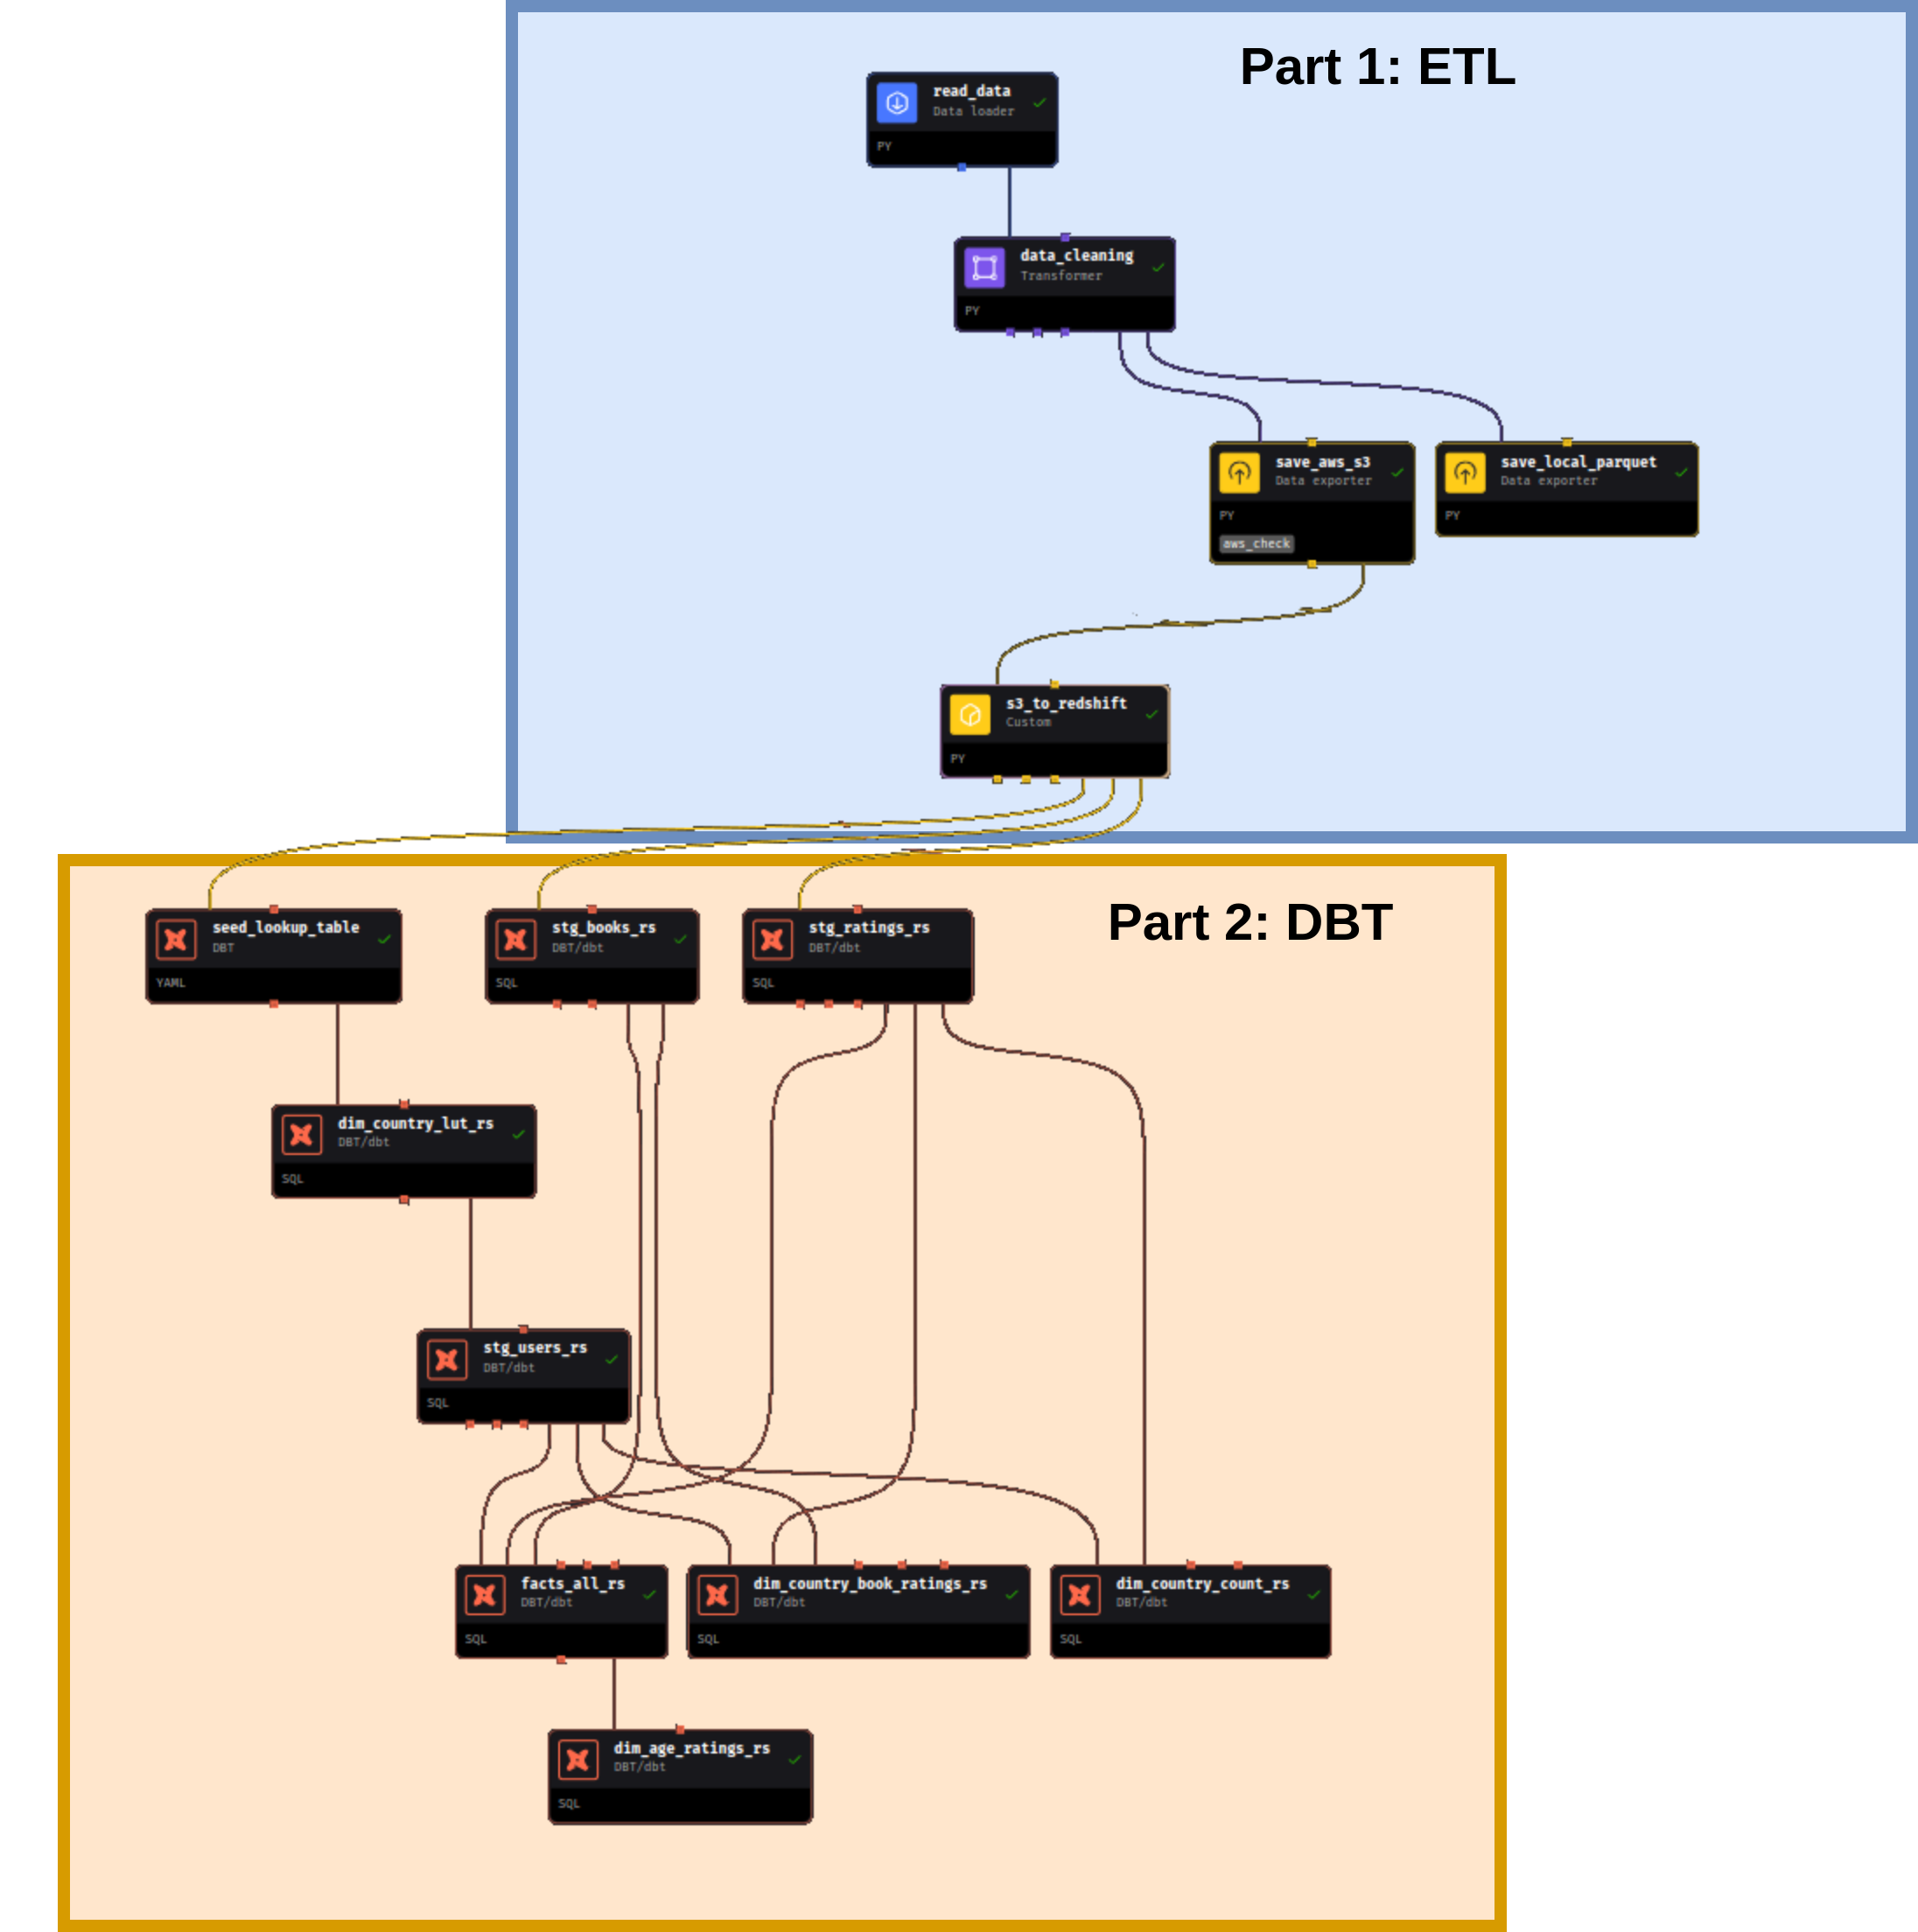 Part 1: ETL
read_data
Data loader
PY
data_cleaning
Transformer
PY
save_aws_s3
Data exporter
PY
aws_check
save_local_parquet
Data exporter
PY
s3_to_redshift
Custom
PY
Part 2: DBT
seed_lookup_table
DBT
YAML
stg_books_rs
DBT/dbt
SQL
stg_ratings_rs
DBT/dbt
SQL
dim_country_lut_rs
DBT/dbt
SQL
stg_users_rs
DBT/dbt
SQL
facts_all_rs
DBT/dbt
SQL
dim_country_book_ratings_rs
DBT/dbt
SQL
dim_country_count_rs
DBT/dbt
SQL
dim_age_ratings_rs
DBT/dbt
SQL